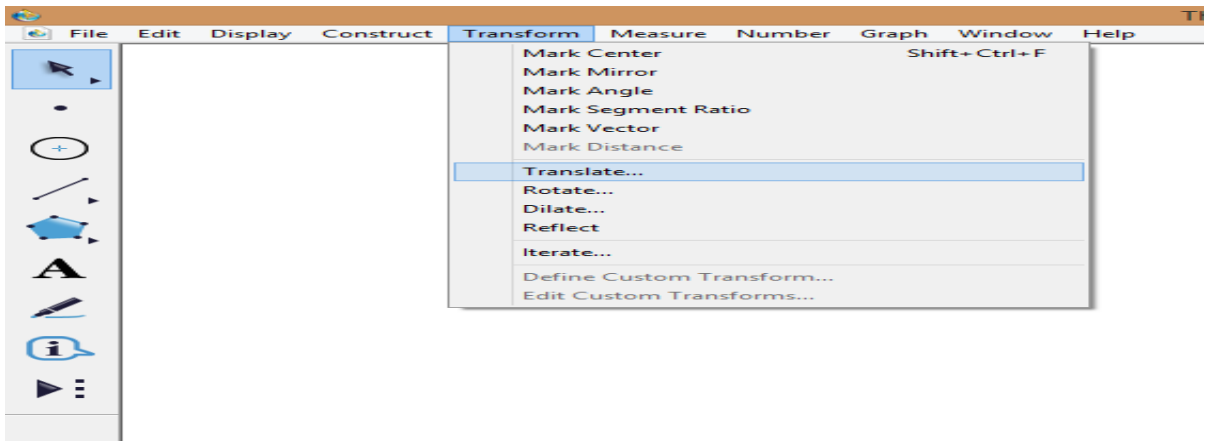 Th
File Edit Display Construct Transform Measure Number Graph Window Help
Mark Center Shift+Ctrl+F
Mark Mirror
Mark Angle
Mark Segment Ratio
Mark Vector
Mark Distance
Translate...
Rotate...
Dilate...
Reflect
Iterate...
Define Custom Transform...
Edit Custom Transforms...
A
i